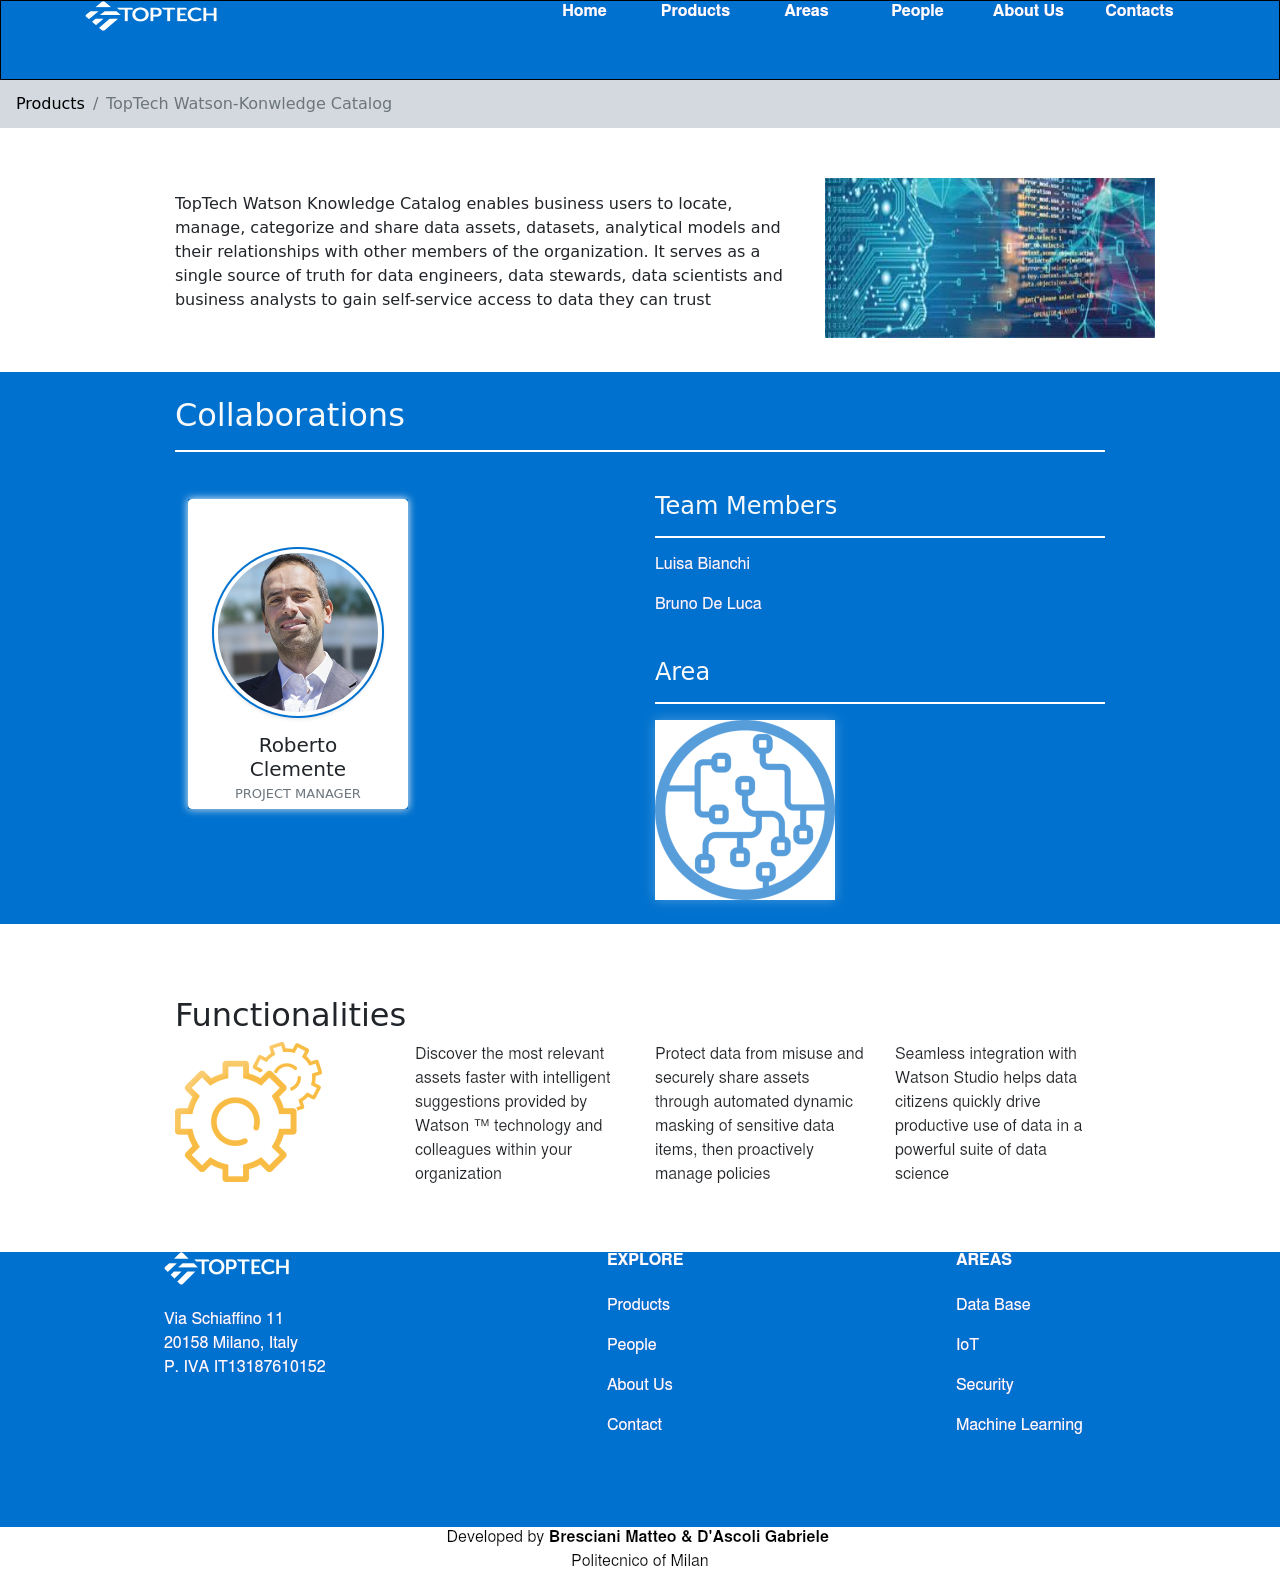 TOPTECH
Home Products Areas People About Us Contacts
Products / TopTech Watson-Konwledge Catalog
TopTech Watson Knowledge Catalog enables business users to locate,
manage, categorize and share data assets, datasets, analytical models and
their relationships with other members of the organization. It serves as a
single source of truth for data engineers, data stewards, data scientists and
business analysts to gain self-service access to data they can trust
Collaborations
Roberto
Clemente
PROJECT MANAGER
Team Members
Luisa Bianchi
Bruno De Luca
Area
Functionalities
Discover the most relevant
assets faster with intelligent
suggestions provided by
Watson ™ technology and
colleagues within your
organization
Protect data from misuse and
securely share assets
through automated dynamic
masking of sensitive data
items, then proactively
manage policies
Seamless integration with
Watson Studio helps data
citizens quickly drive
productive use of data in a
powerful suite of data
science
TOPTECH
Via Schiaffino 11
20158 Milano, Italy
P. IVA IT13187610152
EXPLORE
Products
People
About Us
Contact
AREAS
Data Base
IoT
Security
Machine Learning
Developed by Bresciani Matteo & D'Ascoli Gabriele
Politecnico of Milan